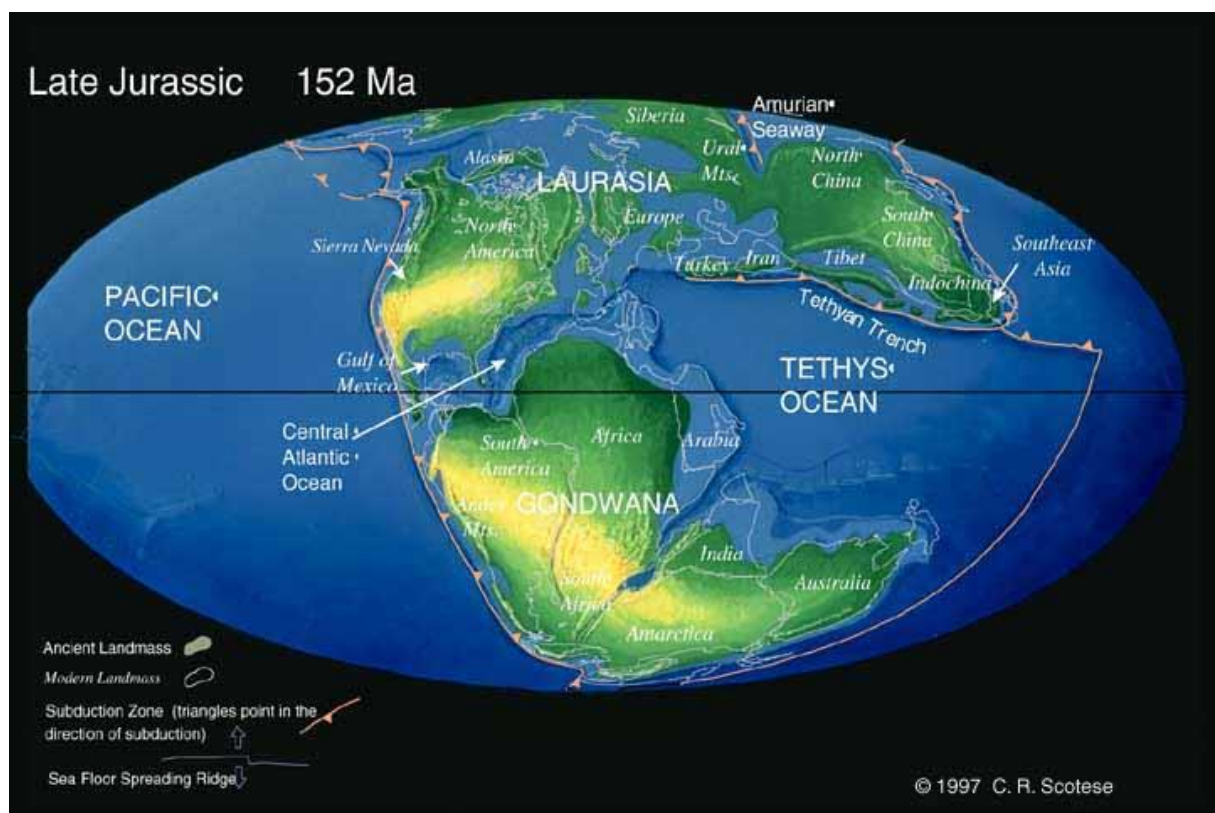 Late Jurassic 152 Ma
Amurian
Seaway
Siberia
Ural
Mts.
North
China
Alaska
LAURASIA
Europe
North
America
South
China
Sierra Nevada
Turkey
Iran
Tibet
Indochina
Southeast
Asia
PACIFIC
OCEAN
Tethyan Trench
Gulf of
Mexico
TETHYS
OCEAN
Central
Atlantic
Ocean
South
America
Africa
Arabia
GONDWANA
Andes
Mts.
India
South
Africa
Australia
Antarctica
Ancient Landmass
Modern Landmass
Subduction Zone (triangles point in the
direction of subduction)
Sea Floor Spreading Ridge
© 1997 C. R. Scotese